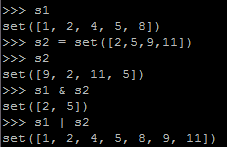 >>> s1
set([1, 2, 4, 5, 8])
>>> s2 = set([2,5,9,11])
>>> s2
set([9, 2, 11, 5])
>>> s1 & s2
set([2, 5])
>>> s1 | s2
set([1, 2, 4, 5, 8, 9, 11])